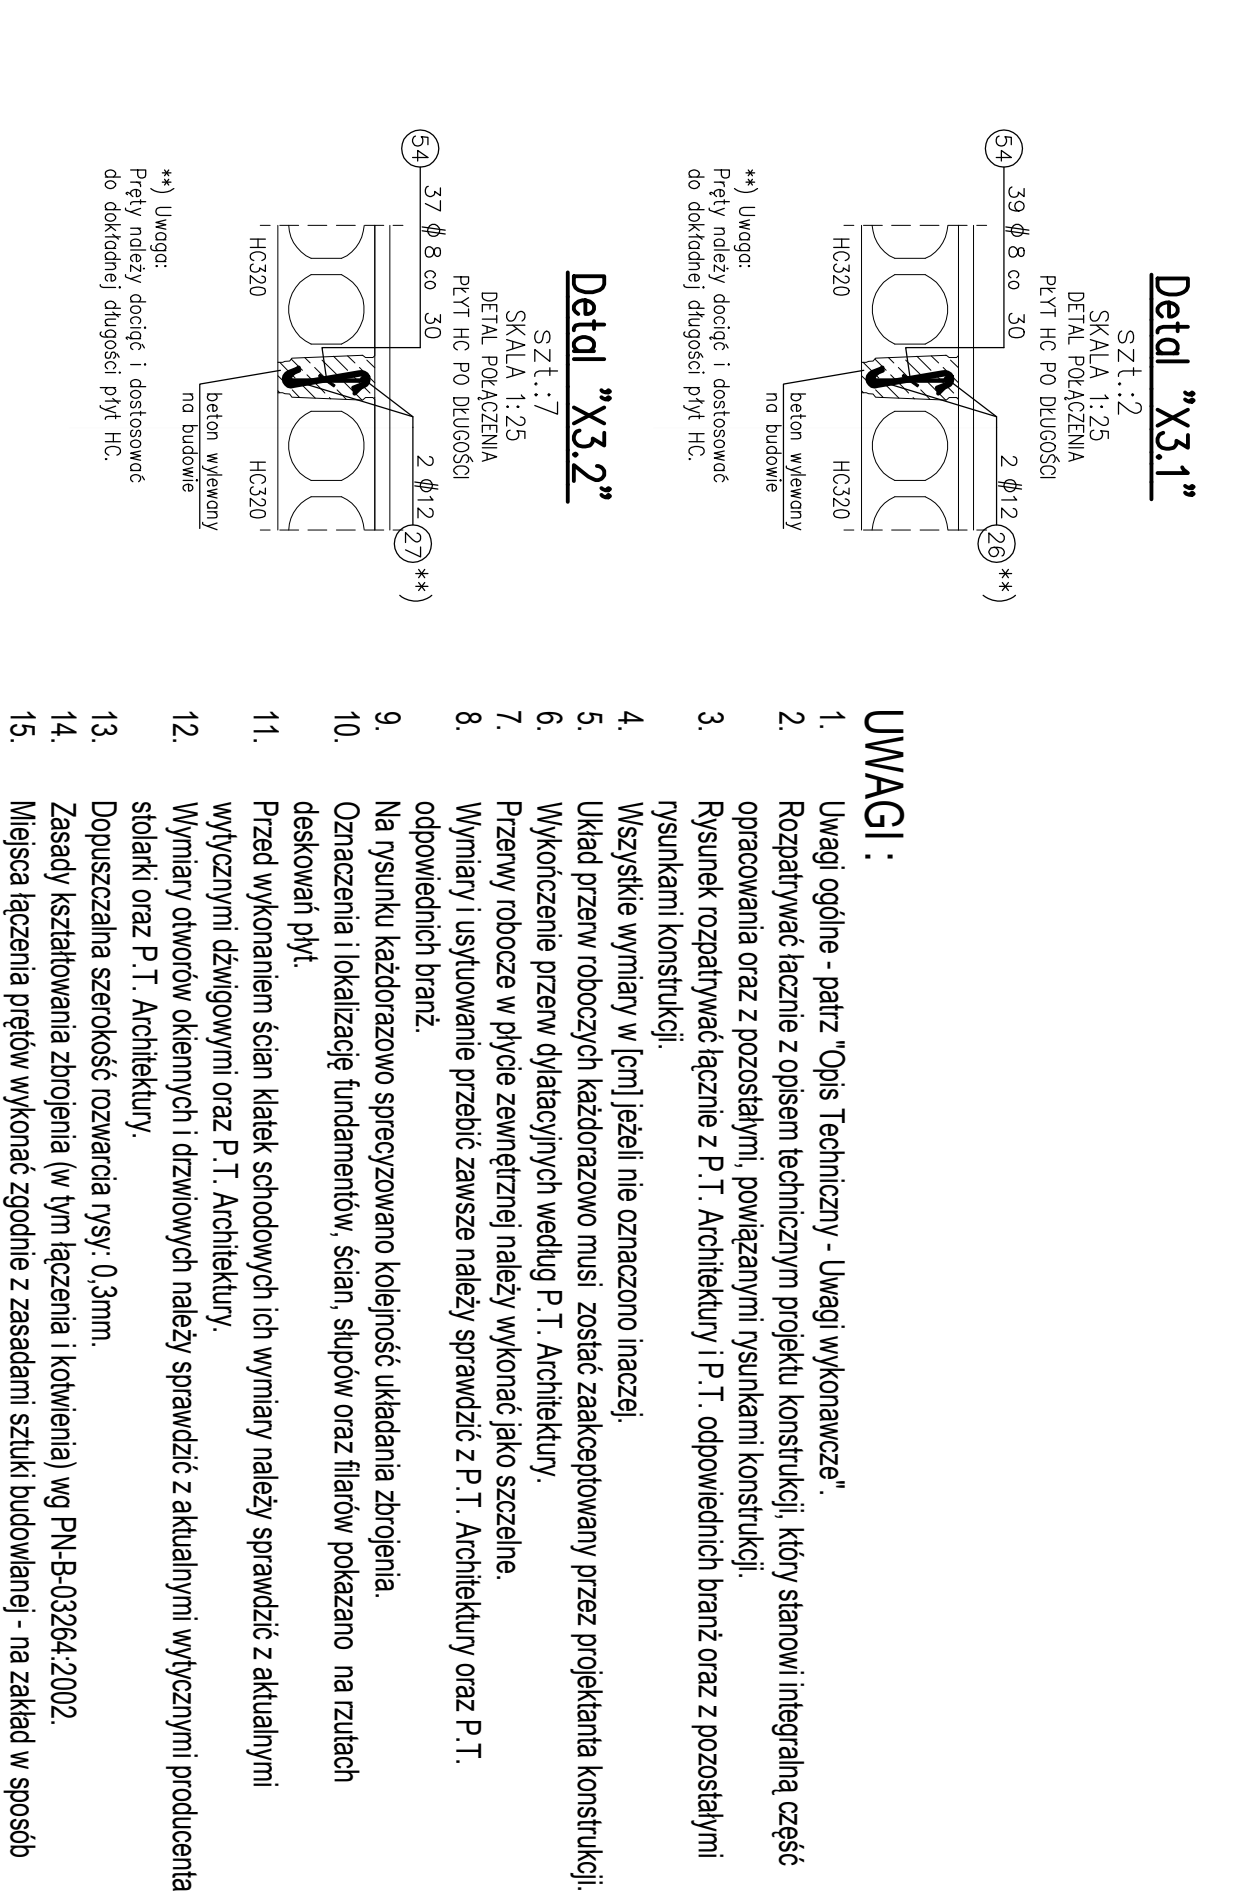 Detal "X3.1"
szt.:2
SKALA 1:25
DETAL POŁĄCZENIA
PŁYT HC PO DŁUGOŚCI
54
39 ϕ 8 co 30
2 ϕ12
26
**)
HC320
HC320
beton wylewany
na budowie
**) Uwaga:
Pręty należy dociąć i dostosować
do dokładnej długości płyt HC.
Detal "X3.2"
szt.:7
SKALA 1:25
DETAL POŁĄCZENIA
PŁYT HC PO DŁUGOŚCI
54
37 ϕ 8 co 30
2 ϕ12
27
**)
HC320
HC320
beton wylewany
na budowie
**) Uwaga:
Pręty należy dociąć i dostosować
do dokładnej długości płyt HC.
UWAGI :
1. Uwagi ogólne - patrz "Opis Techniczny - Uwagi wykonawcze".
2. Rozpatrywać łacznie z opisem technicznym projektu konstrukcji, który stanowi integralną część
opracowania oraz z pozostałymi, powiązanymi rysunkami konstrukcji.
3. Rysunek rozpatrywać łącznie z P.T. Architektury i P.T. odpowiednich branż oraz z pozostałymi
rysunkami konstrukcji.
4. Wszystkie wymiary w [cm] jeżeli nie oznaczono inaczej.
5. Układ przerw roboczych każdorazowo musi zostać zaakceptowany przez projektanta konstrukcji.
6. Wykończenie przerw dylatacyjnych według P.T. Architektury.
7. Przerwy robocze w płycie zewnętrznej należy wykonać jako szczelne.
8. Wymiary i usytuowanie przebić zawsze należy sprawdzić z P.T. Architektury oraz P.T.
odpowiednich branż.
9. Na rysunku każdorazowo sprecyzowano kolejność układania zbrojenia.
10. Oznaczenia i lokalizację fundamentów, ścian, słupów oraz filarów pokazano na rzutach
deskowań płyt.
11. Przed wykonaniem ścian klatek schodowych ich wymiary należy sprawdzić z aktualnymi
wytycznymi dźwigowymi oraz P.T. Architektury.
12. Wymiary otworów okiennych i drzwiowych należy sprawdzić z aktualnymi wytycznymi producenta
stolarki oraz P.T. Architektury.
13. Dopuszczalna szerokość rozwarcia rysy: 0,3mm.
14. Zasady kształtowania zbrojenia (w tym łączenia i kotwienia) wg PN-B-03264:2002.
15. Miejsca łączenia prętów wykonać zgodnie z zasadami sztuki budowlanej - na zakład w sposób